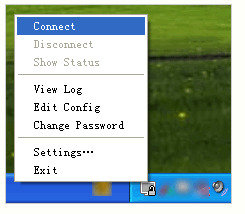 Connect
Disconnect
Show Status
View Log
Edit Config
Change Password
Settings…
Exit